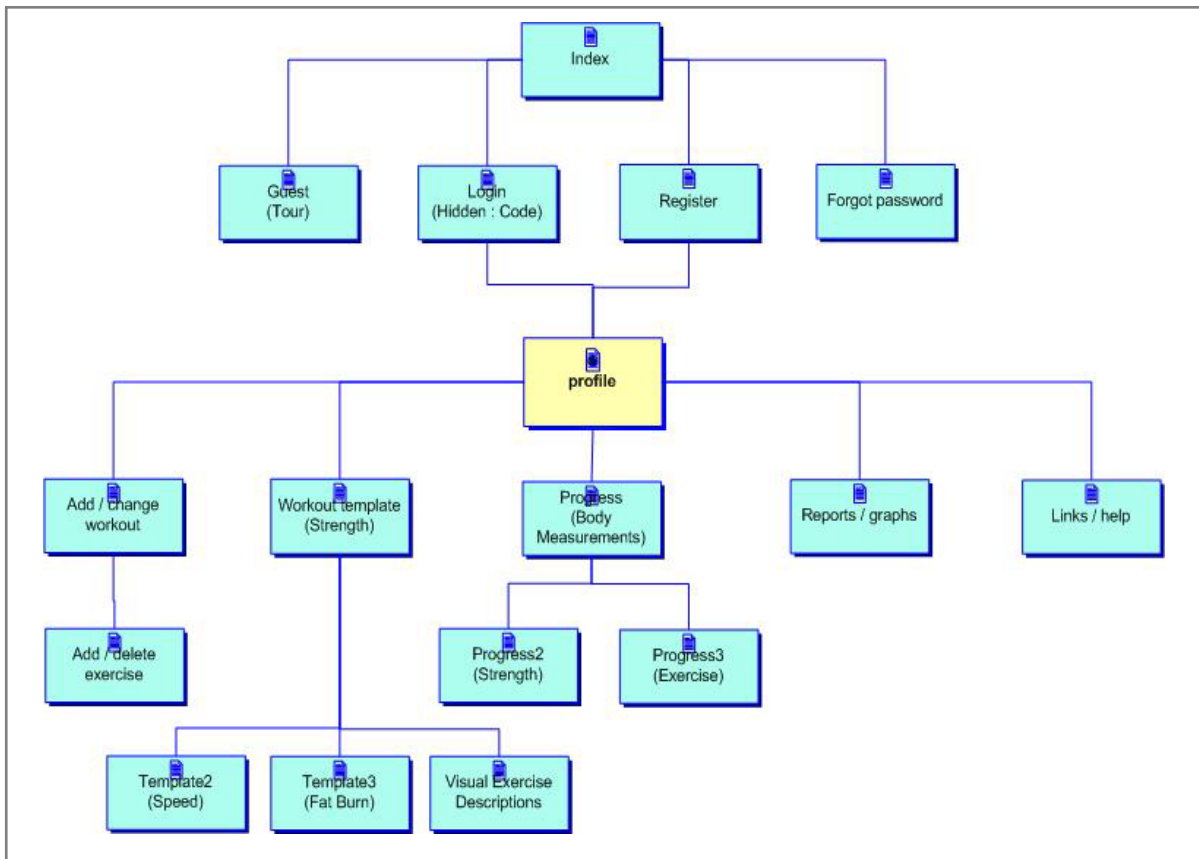 Index
Guest
(Tour)
Login
(Hidden : Code)
Register
Forgot password
profile
Add / change
workout
Workout template
(Strength)
Progress
(Body
Measurements)
Reports / graphs
Links / help
Add / delete
exercise
Progress2
(Strength)
Progress3
(Exercise)
Template2
(Speed)
Template3
(Fat Burn)
Visual Exercise
Descriptions